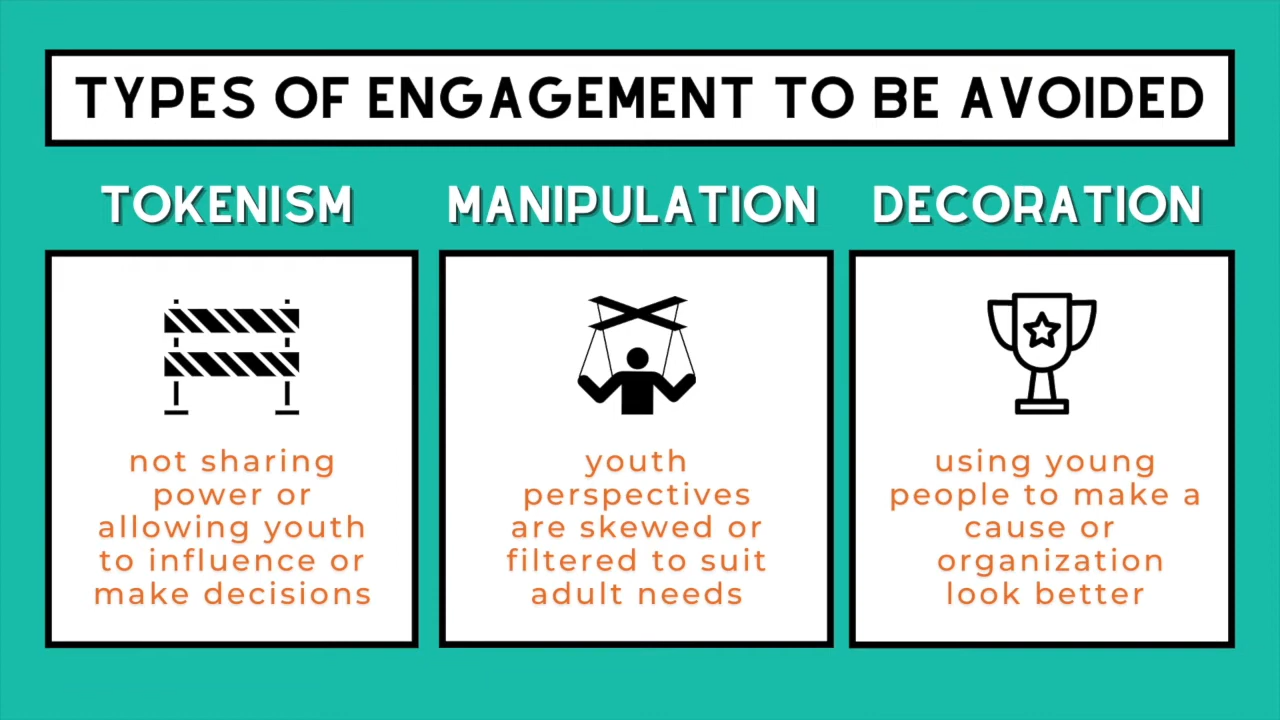 TYPES OF ENGAGEMENT TO BE AVOIDED
TOKENISM
not sharing
power or
allowing youth
to influence or
make decisions
MANIPULATION
youth
perspectives
are skewed or
filtered to suit
adult needs
DECORATION
using young
people to make a
cause or
organization
look better